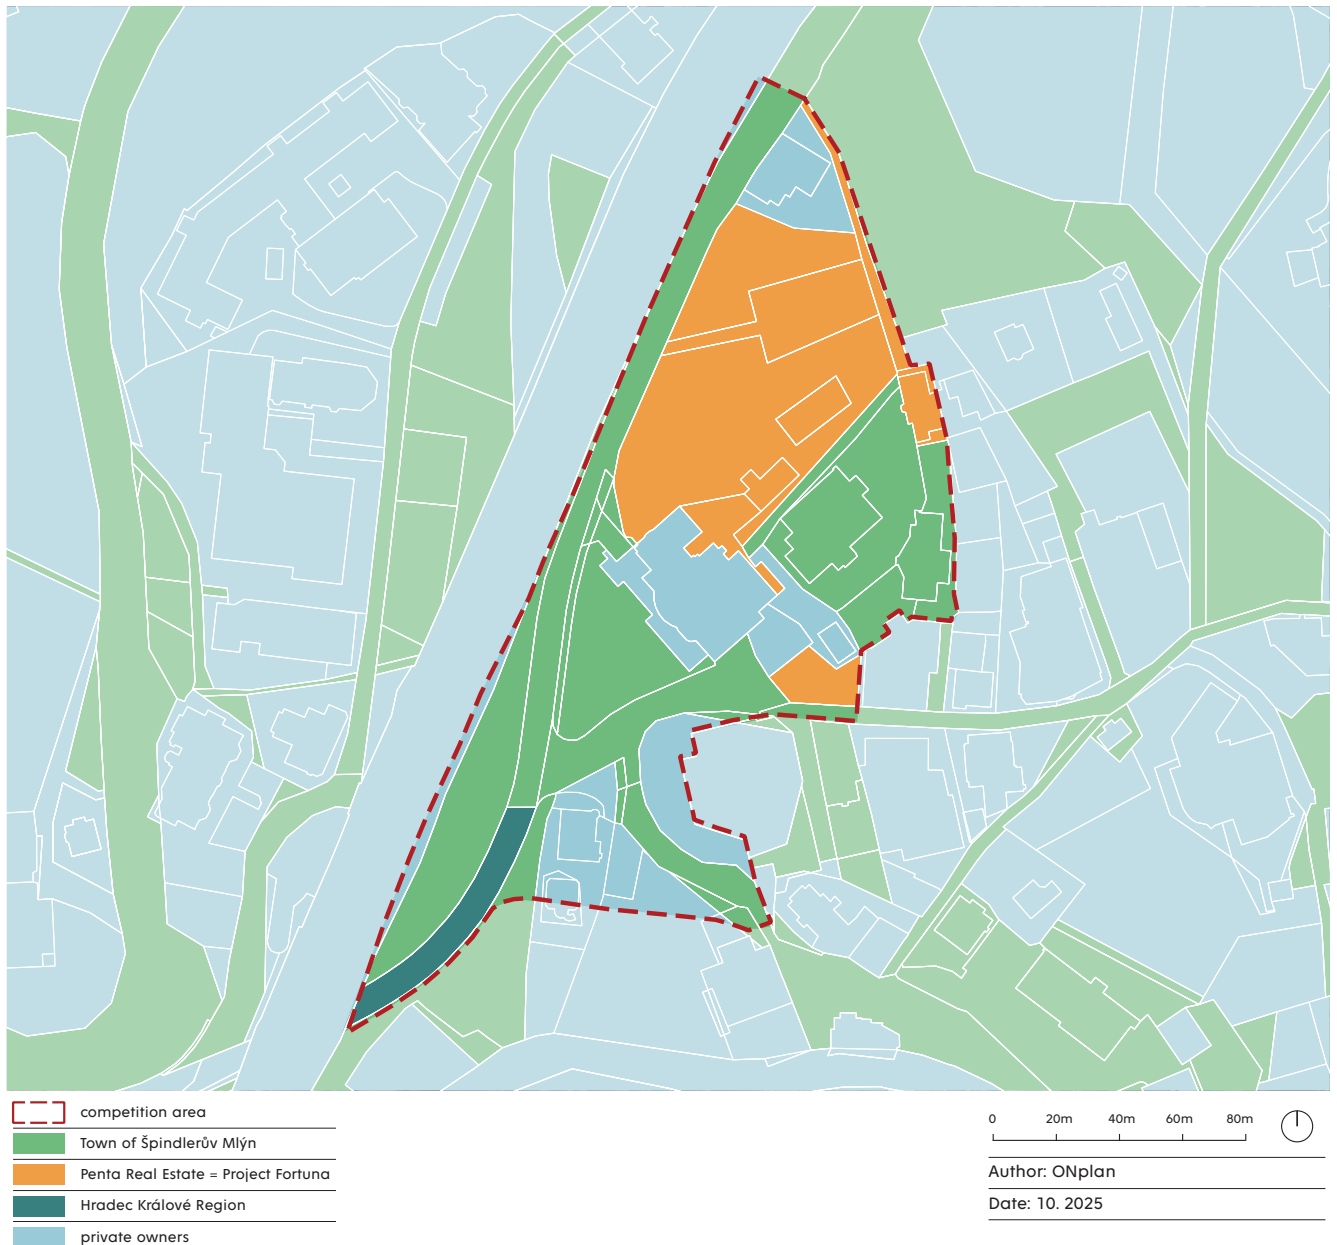 competition area
Town of Špindlerův Mlýn
Penta Real Estate = Project Fortuna
Hradec Králové Region
private owners
0 20m 40m 60m 80m
Author: ONplan
Date: 10. 2025